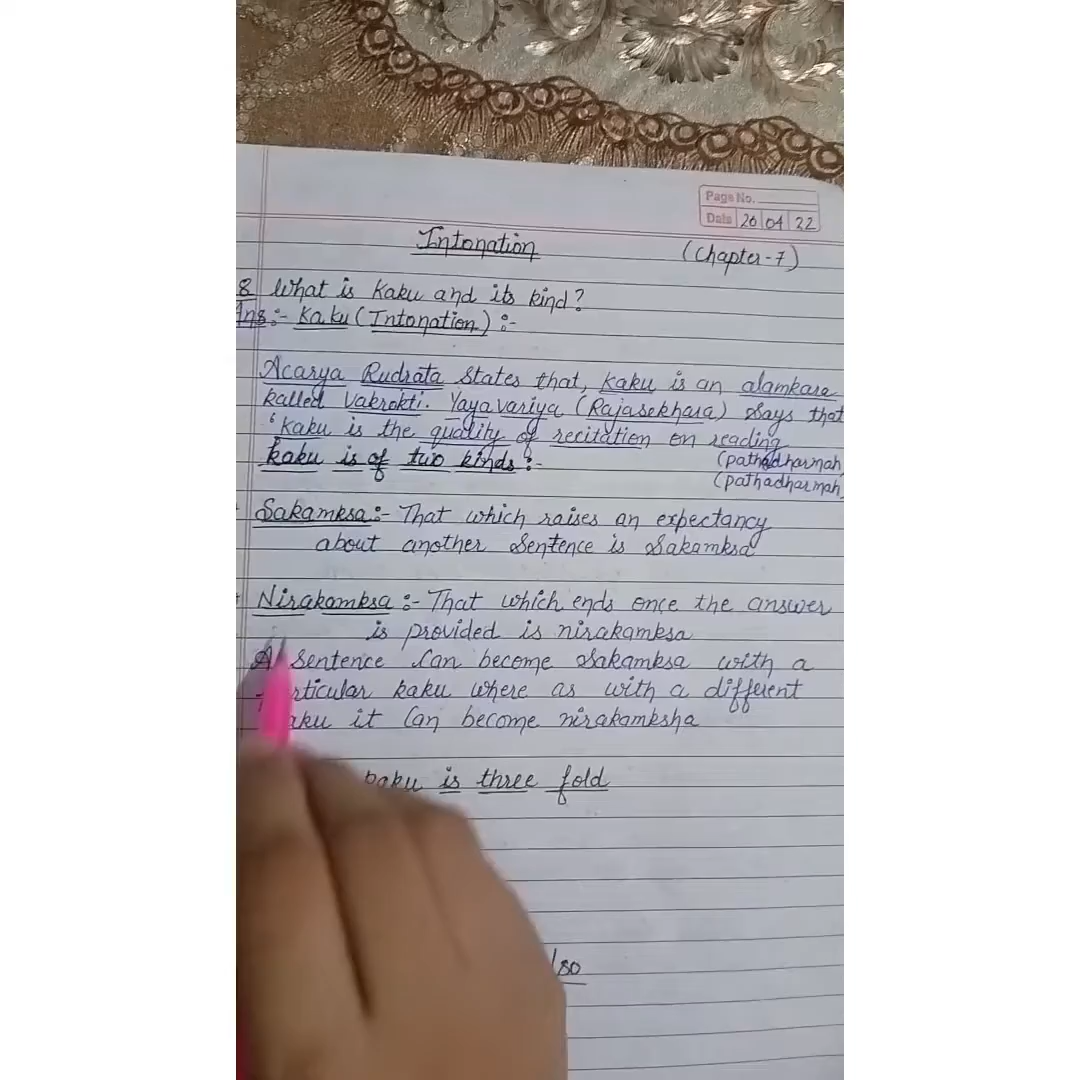 Page No.
Date 20 04 22
Intonation (Chapter-7)
8 What is Kaku and its kind?
Ans:- Kaku (Intonation) :-
Acarya Rudrata States that, Kaku is an alamkara
kalled Vakrokti. Yayavariya (Rajasekhara) Says that
'Kaku is the quality of recitation on reading
kaku is of two kinds :- (pathadharmah
(pathadharmah
Sakamksa :- That which raises an expectancy
about another Sentence is Sakamksa
Nirakamksa :- That which ends once the answer
is provided is nirakamksa
A Sentence Can become Sakamksa with a
kaku where as with a different
it Can become nirakamksha
is three fold